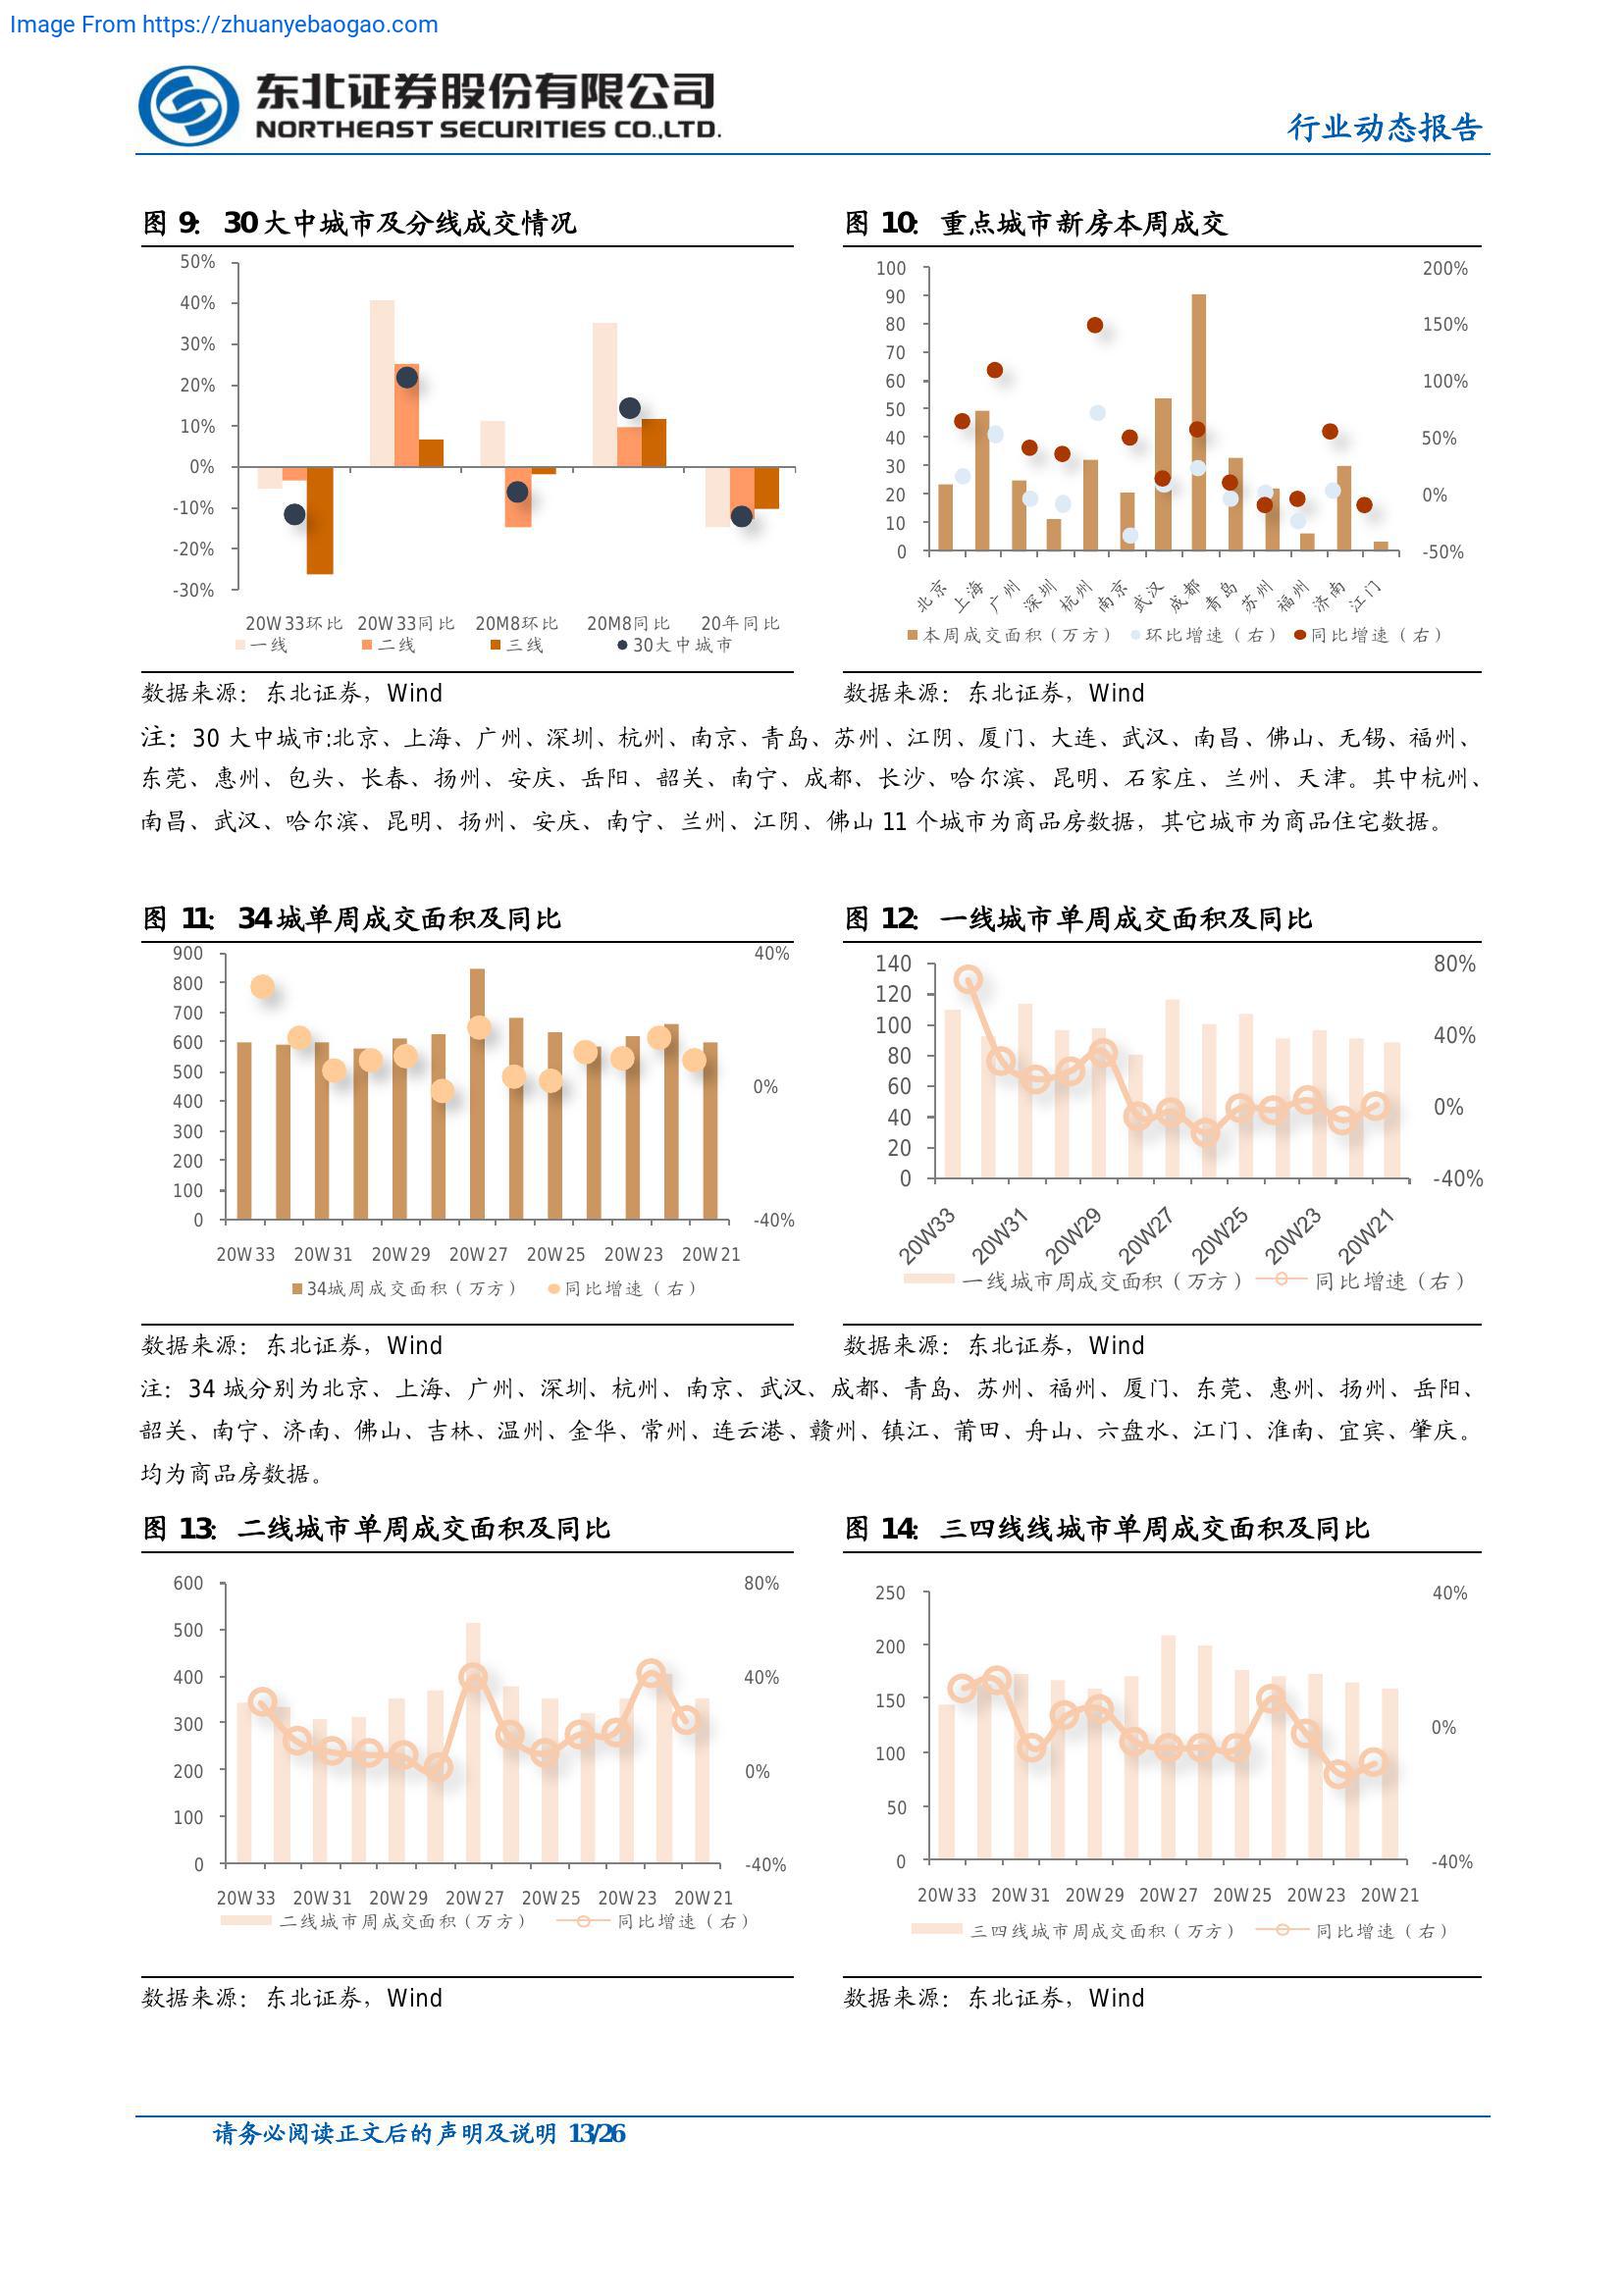 Image From https://zhuanyebaogao.com
东北证券股份有限公司
NORTHEAST SECURITIES CO.,LTD.
行业动态报告
图 9: 30大中城市及分线成交情况
50%
40%
30%
20%
10%
0%
-10%
-20%
-30%
20W33环比 20W33同比 20M8环比 20M8同比 20年同比
一线 二线 三线 30大中城市
数据来源：东北证券，Wind
图 10: 重点城市新房本周成交
100
90
80
70
60
50
40
30
20
10
0
200%
150%
100%
50%
0%
-50%
北京 上海 广州 深圳 杭州 南京 武汉 成都 青岛 苏州 福州 济南 江门
本周成交面积（万方） 环比增速（右） 同比增速（右）
数据来源：东北证券，Wind
注：30 大中城市:北京、上海、广州、深圳、杭州、南京、青岛、苏州、江阴、厦门、大连、武汉、南昌、佛山、无锡、福州、
东莞、惠州、包头、长春、扬州、安庆、岳阳、韶关、南宁、成都、长沙、哈尔滨、昆明、石家庄、兰州、天津。其中杭州、
南昌、武汉、哈尔滨、昆明、扬州、安庆、南宁、兰州、江阴、佛山 11 个城市为商品房数据，其它城市为商品住宅数据。
图 11: 34城单周成交面积及同比
900
800
700
600
500
400
300
200
100
0
40%
0%
-40%
20W33 20W31 20W29 20W27 20W25 20W23 20W21
34城周成交面积（万方） 同比增速（右）
数据来源：东北证券，Wind
图 12: 一线城市单周成交面积及同比
140
120
100
80
60
40
20
0
80%
40%
0%
-40%
20W33 20W31 20W29 20W27 20W25 20W23 20W21
一线城市周成交面积（万方） 同比增速（右）
数据来源：东北证券，Wind
注：34 城分别为北京、上海、广州、深圳、杭州、南京、武汉、成都、青岛、苏州、福州、厦门、东莞、惠州、扬州、岳阳、
韶关、南宁、济南、佛山、吉林、温州、金华、常州、连云港、赣州、镇江、莆田、舟山、六盘水、江门、淮南、宜宾、肇庆。
均为商品房数据。
图 13: 二线城市单周成交面积及同比
600
500
400
300
200
100
0
80%
40%
0%
-40%
20W33 20W31 20W29 20W27 20W25 20W23 20W21
二线城市周成交面积（万方） 同比增速（右）
数据来源：东北证券，Wind
图 14: 三四线线城市单周成交面积及同比
250
200
150
100
50
0
40%
0%
-40%
20W33 20W31 20W29 20W27 20W25 20W23 20W21
三四线城市周成交面积（万方） 同比增速（右）
数据来源：东北证券，Wind
请务必阅读正文后的声明及说明 13/26